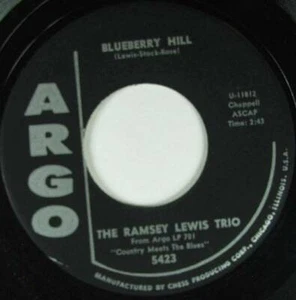 BLUEBERRY HILL
(Lewis-Stock-Rose)
ARGO
U-11812
Chappell
ASCAP
Time: 2:45
THE RAMSEY LEWIS TRIO
From Argo LP 701
"Country Meets The Blues"
5423
MANUFACTURED BY CHESS PRODUCING CORP., CHICAGO, ILLINOIS, U.S.A.